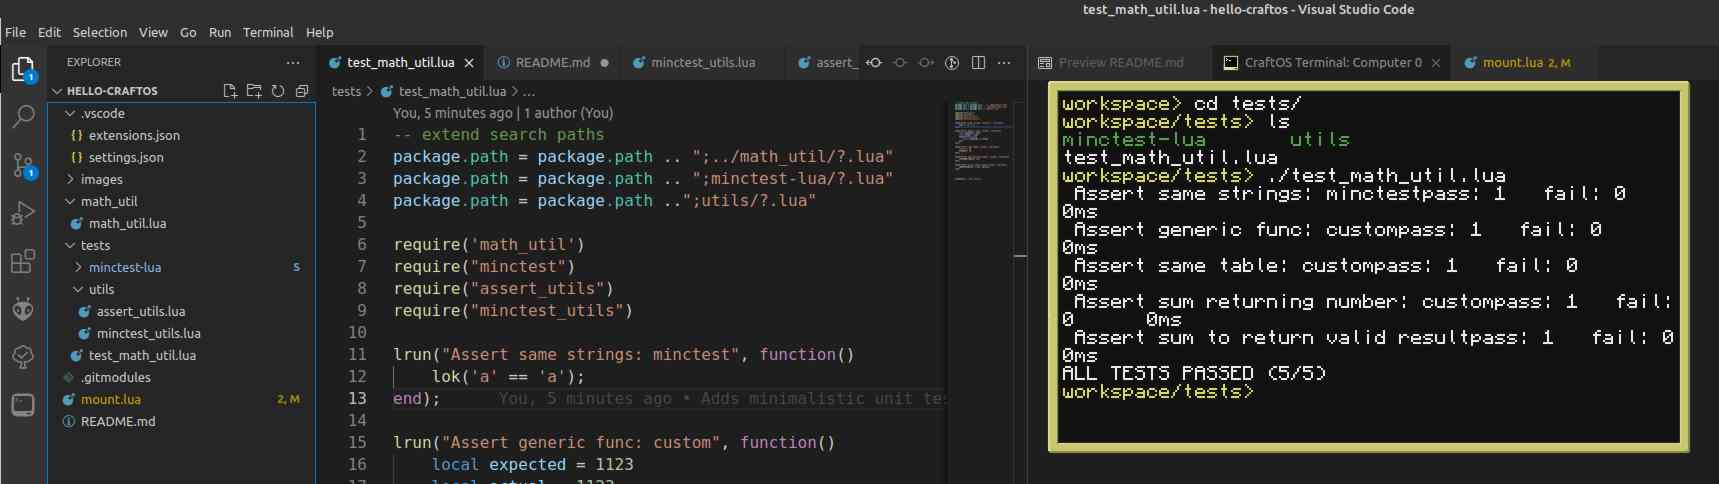 test_math_util.lua - hello-craftos - Visual Studio Code
File Edit Selection View Go Run Terminal Help
1
1
EXPLORER ...
HELLO-CRAFTOS
.vscode
{} extensions.json
{} settings.json
images
math_util
math_util.lua
tests
minctest-lua S
utils
assert_utils.lua
minctest_utils.lua
test_math_util.lua
.gitmodules
mount.lua 2, M
README.md
test_math_util.lua README.md minctest_utils.lua assert_ ...
tests > test_math_util.lua > ...
You, 5 minutes ago | 1 author (You)
1 -- extend search paths
2 package.path = package.path .. ";../math_util/?.lua"
3 package.path = package.path .. ";minctest-lua/?.lua"
4 package.path = package.path ..";utils/?.lua"
5
6 require('math_util')
7 require("minctest")
8 require("assert_utils")
9 require("minctest_utils")
10
11 lrun("Assert same strings: minctest", function()
12 lok('a' == 'a');
13 end); You, 5 minutes ago • Adds minimalistic unit tes
14
15 lrun("Assert generic func: custom", function()
16 local expected = 1123
17 local actual = 1123
Preview README.md CraftOS Terminal: Computer 0 mount.lua 2, M
workspace> cd tests/
workspace/tests> ls
minctest-lua utils
test_math_util.lua
workspace/tests> ./test_math_util.lua
Assert same strings: minctestpass: 1 fail: 0
0ms
Assert generic func: custompass: 1 fail: 0
0ms
Assert same table: custompass: 1 fail: 0
0ms
Assert sum returning number: custompass: 1 fail:
0 0ms
Assert sum to return valid resultpass: 1 fail: 0
0ms
ALL TESTS PASSED (5/5)
workspace/tests>